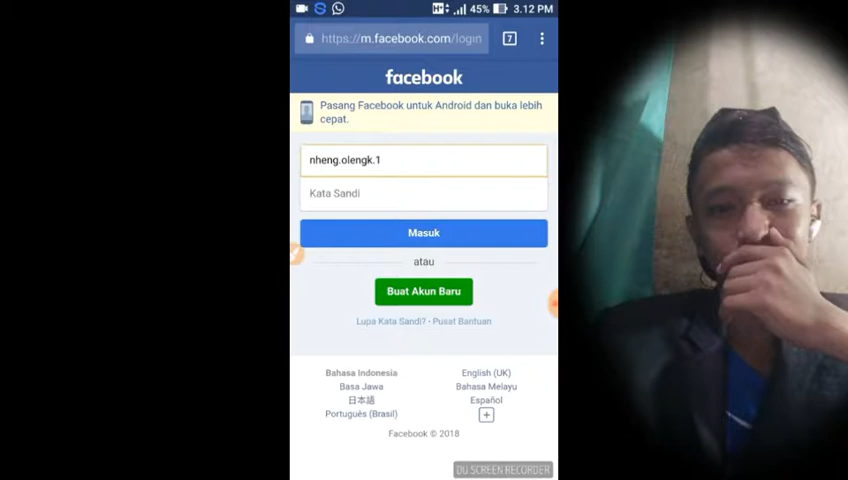 45% 3.12 PM
https://m.facebook.com/login
7
facebook
Pasang Facebook untuk Android dan buka lebih
cepat.
nheng.olengk.1
Kata Sandi
Masuk
atau
Buat Akun Baru
Lupa Kata Sandi? · Pusat Bantuan
Bahasa Indonesia English (UK)
Basa Jawa Bahasa Melayu
日本語 Español
Português (Brasil)
Facebook © 2018
DU SCREEN RECORDER